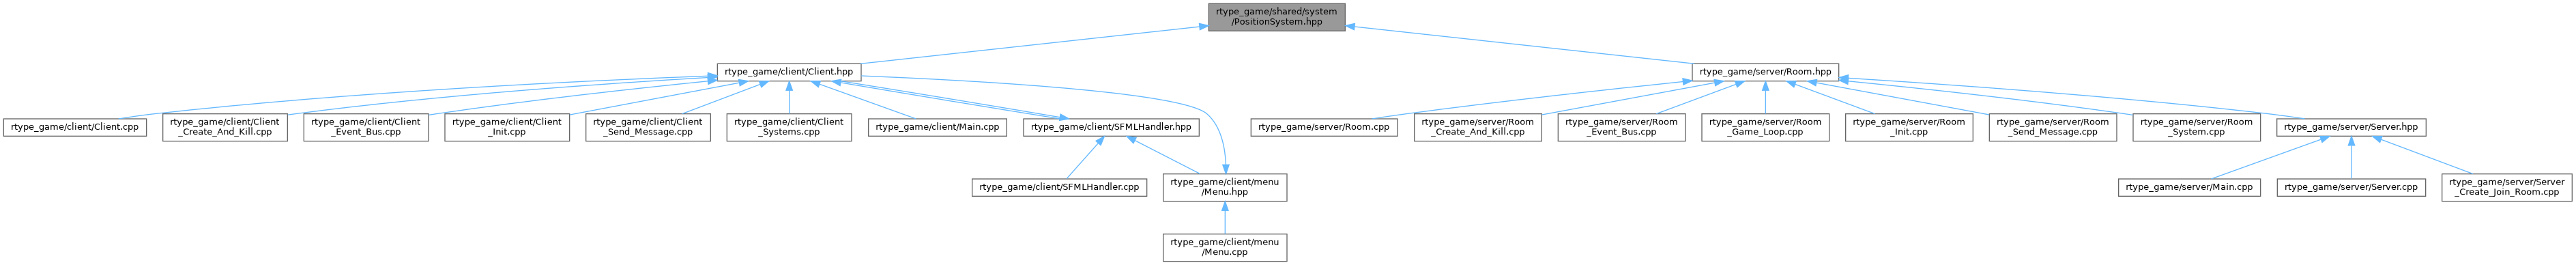 rtype_game/shared/system
/PositionSystem.hpp
rtype_game/client/Client.hpp
rtype_game/server/Room.hpp
rtype_game/client/Client.cpp
rtype_game/client/Client
_Create_And_Kill.cpp
rtype_game/client/Client
_Event_Bus.cpp
rtype_game/client/Client
_Init.cpp
rtype_game/client/Client
_Send_Message.cpp
rtype_game/client/Client
_Systems.cpp
rtype_game/client/Main.cpp
rtype_game/client/SFMLHandler.hpp
rtype_game/server/Room.cpp
rtype_game/server/Room
_Create_And_Kill.cpp
rtype_game/server/Room
_Event_Bus.cpp
rtype_game/server/Room
_Game_Loop.cpp
rtype_game/server/Room
_Init.cpp
rtype_game/server/Room
_Send_Message.cpp
rtype_game/server/Room
_System.cpp
rtype_game/server/Server.hpp
rtype_game/client/SFMLHandler.cpp
rtype_game/client/menu
/Menu.hpp
rtype_game/server/Main.cpp
rtype_game/server/Server.cpp
rtype_game/server/Server
_Create_Join_Room.cpp
rtype_game/client/menu
/Menu.cpp